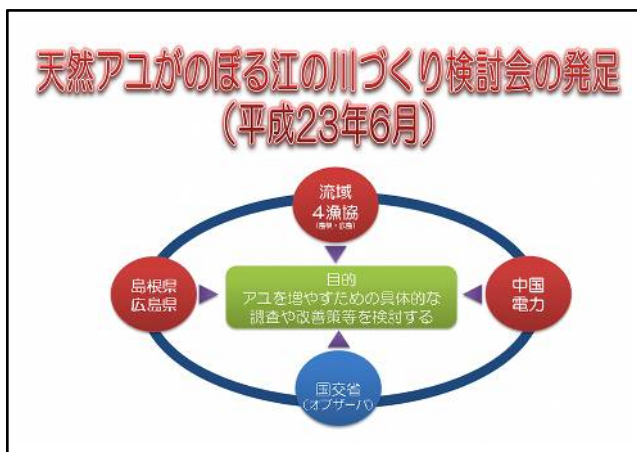 天然アユがのぼる江の川づくり検討会の発足
（平成23年6月）
流域
4漁協
（島根・広島）
島根県
広島県
目的
アユを増やすための具体的な
調査や改善策等を検討する
中国
電力
国交省
（オブザーバ）